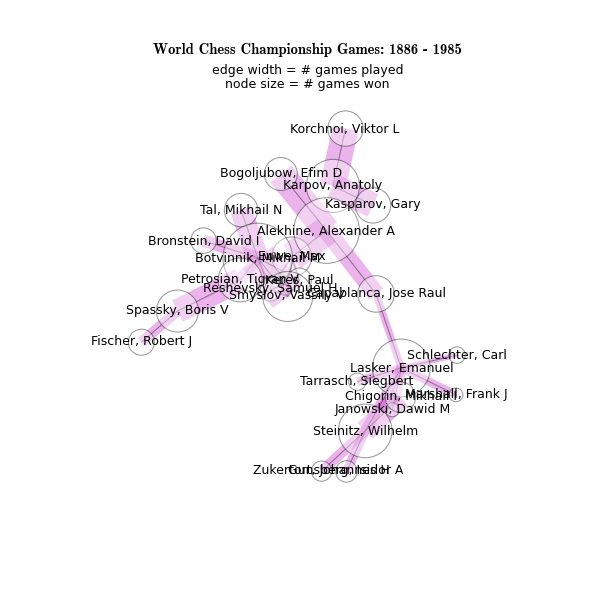 World Chess Championship Games: 1886 - 1985
edge width = # games played
node size = # games won
Korchnoi, Viktor L
Bogoljubow, Efim D
Karpov, Anatoly
Kasparov, Gary
Tal, Mikhail N
Alekhine, Alexander A
Bronstein, David I
Euwe, Max
Botvinnik, Mikhail M
Petrosian, Tigran V
Keres, Paul
Reshevsky, Samuel H
Smyslov, Vassily V
Capablanca, Jose Raul
Spassky, Boris V
Fischer, Robert J
Schlechter, Carl
Lasker, Emanuel
Tarrasch, Siegbert
Chigorin, Mikhail I
Marshall, Frank J
Janowski, Dawid M
Steinitz, Wilhelm
Zukertort, Johannes H
Gunsberg, Isidor A